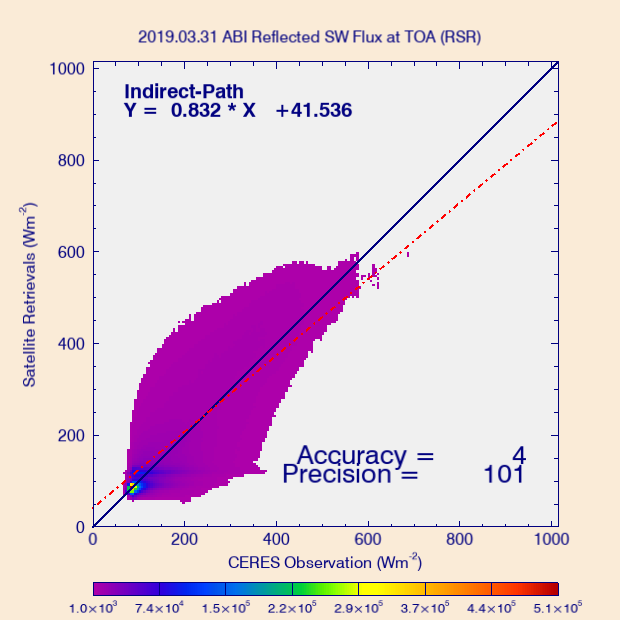 2019.03.31 ABI Reflected SW Flux at TOA (RSR)
1000
800
600
400
200
0
Satellite Retrievals (Wm⁻²)
Indirect-Path
Y = 0.832 * X +41.536
Accuracy = 4
Precision = 101
0 200 400 600 800 1000
CERES Observation (Wm⁻²)
1.0×10³ 7.4×10⁴ 1.5×10⁵ 2.2×10⁵ 2.9×10⁵ 3.7×10⁵ 4.4×10⁵ 5.1×10⁵